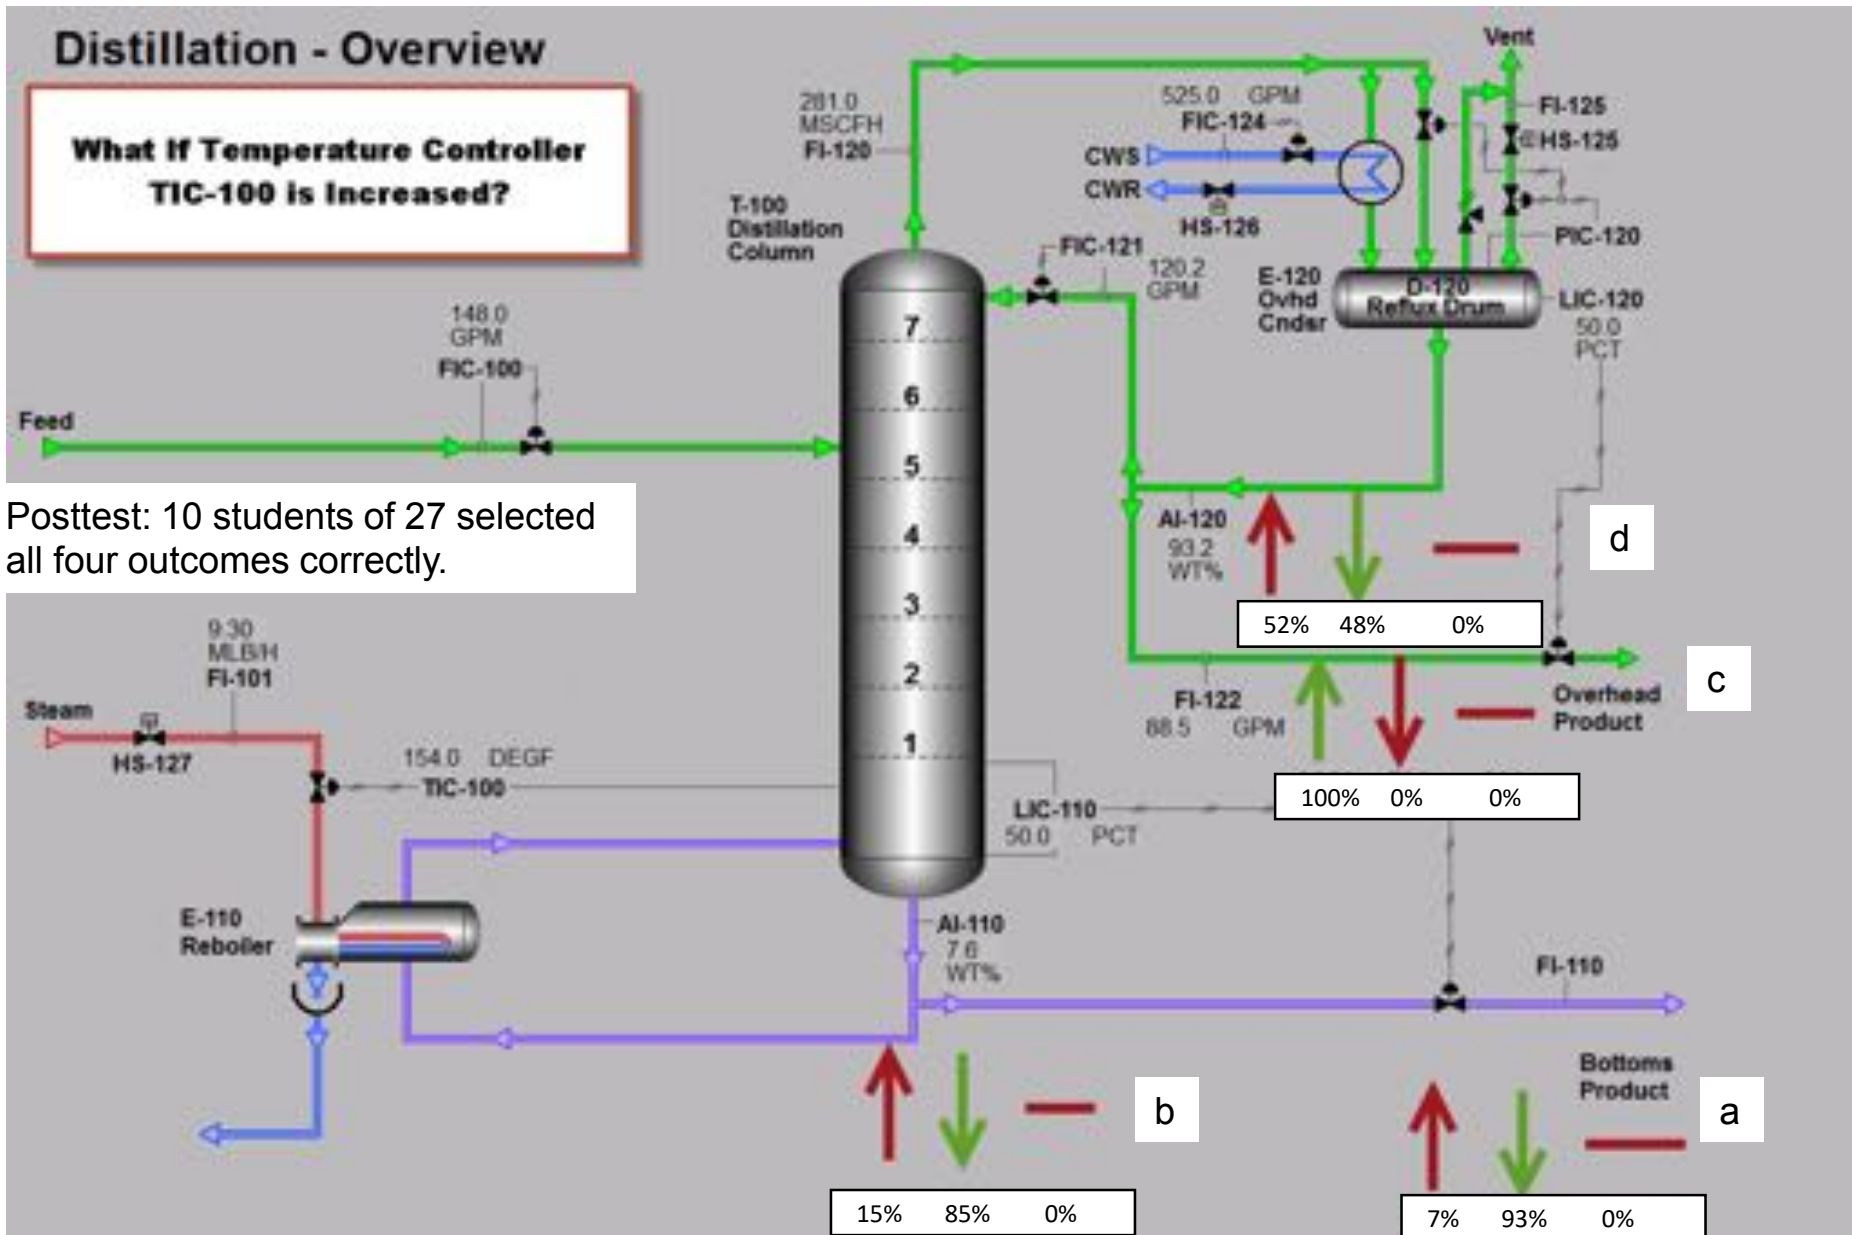 Distillation - Overview
What If Temperature Controller
TIC-100 is Increased?
Vent
281.0
MSCFH
FI-120
525.0 GPM
FIC-124
FI-125
HS-125
CWS
CWR
HS-126
PIC-120
T-100
Distillation
Column
FIC-121
120.2
GPM
E-120
Ovhd
Cndsr
D-120
Reflux Drum
LIC-120
50.0
PCT
148.0
GPM
FIC-100
Feed
7
6
5
4
3
2
1
Posttest: 10 students of 27 selected
all four outcomes correctly.
AI-120
93.2
WT%
d
52% 48% 0%
9.30
MLB/H
FI-101
Steam
HS-127
FI-122
88.5 GPM
Overhead
Product
c
154.0 DEGF
TIC-100
100% 0% 0%
LIC-110
50.0 PCT
E-110
Reboiler
AI-110
7.6
WT%
FI-110
Bottoms
Product
b
a
15% 85% 0%
7% 93% 0%